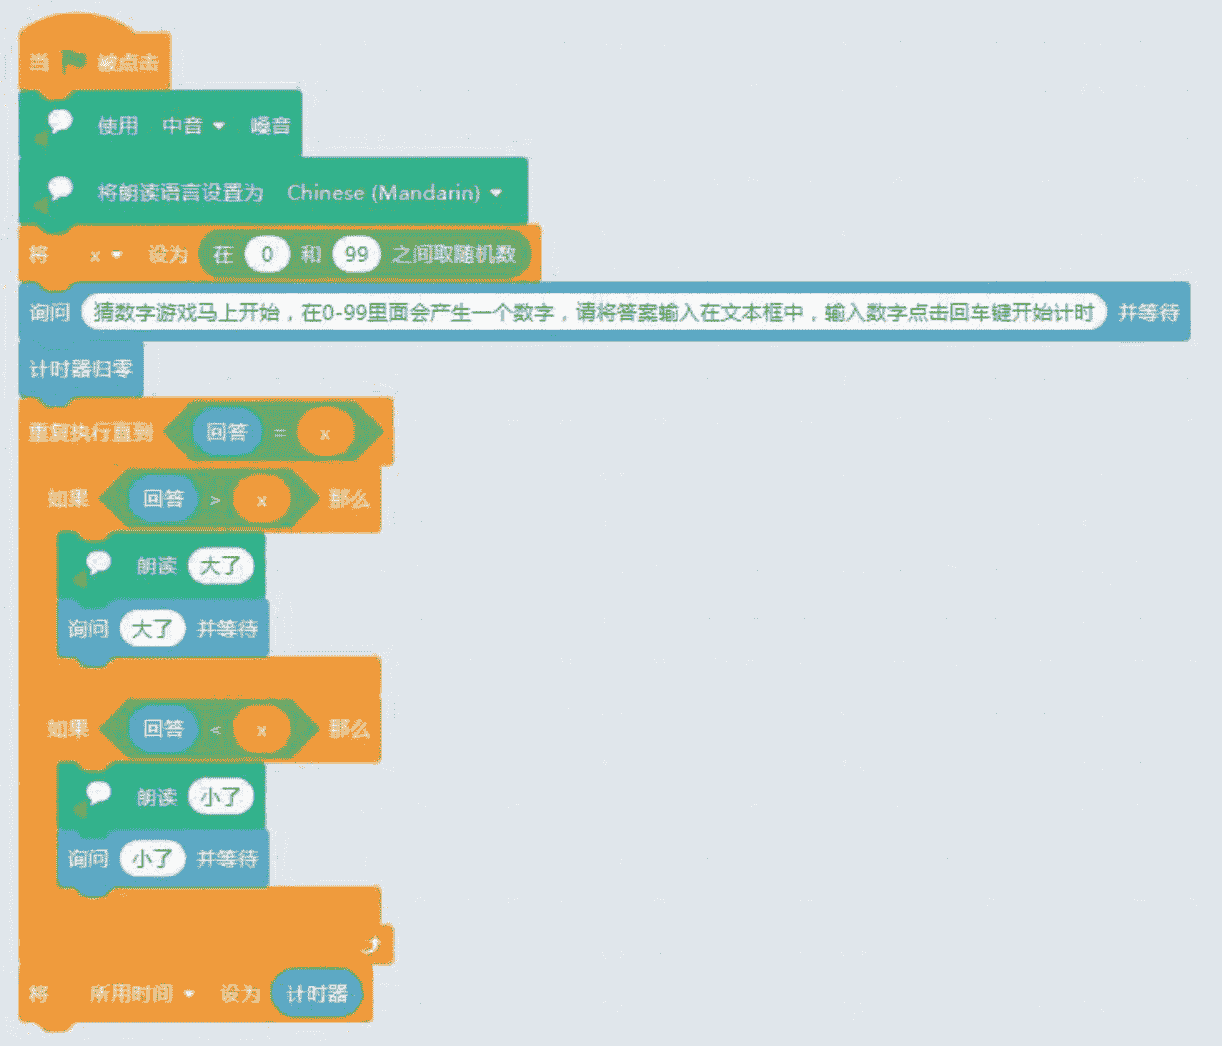 当 被点击
使用 中音 嗓音
将朗读语言设置为 Chinese (Mandarin)
将 x 设为 在 0 和 99 之间取随机数
询问 猜数字游戏马上开始，在0-99里面会产生一个数字，请将答案输入在文本框中，输入数字点击回车键开始计时 并等待
计时器归零
重复执行直到 回答 = x
如果 回答 > x 那么
朗读 大了
询问 大了 并等待
如果 回答 < x 那么
朗读 小了
询问 小了 并等待
将 所用时间 设为 计时器